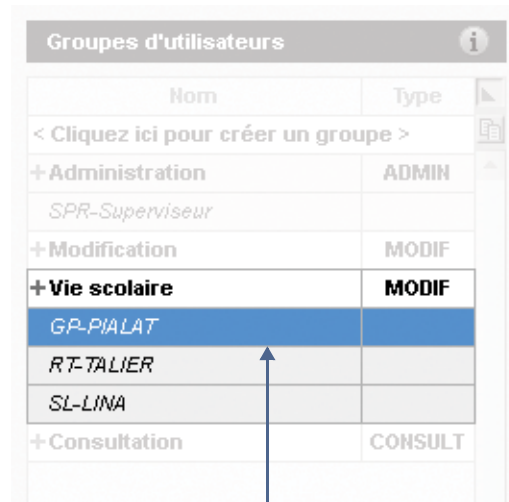 Groupes d'utilisateurs
Nom Type
< Cliquez ici pour créer un groupe >
+Administration ADMIN
SPR-Superviseur
+Modification MODIF
+Vie scolaire MODIF
GP-PIALAT
RT-TALIER
SL-LINA
+Consultation CONSULT